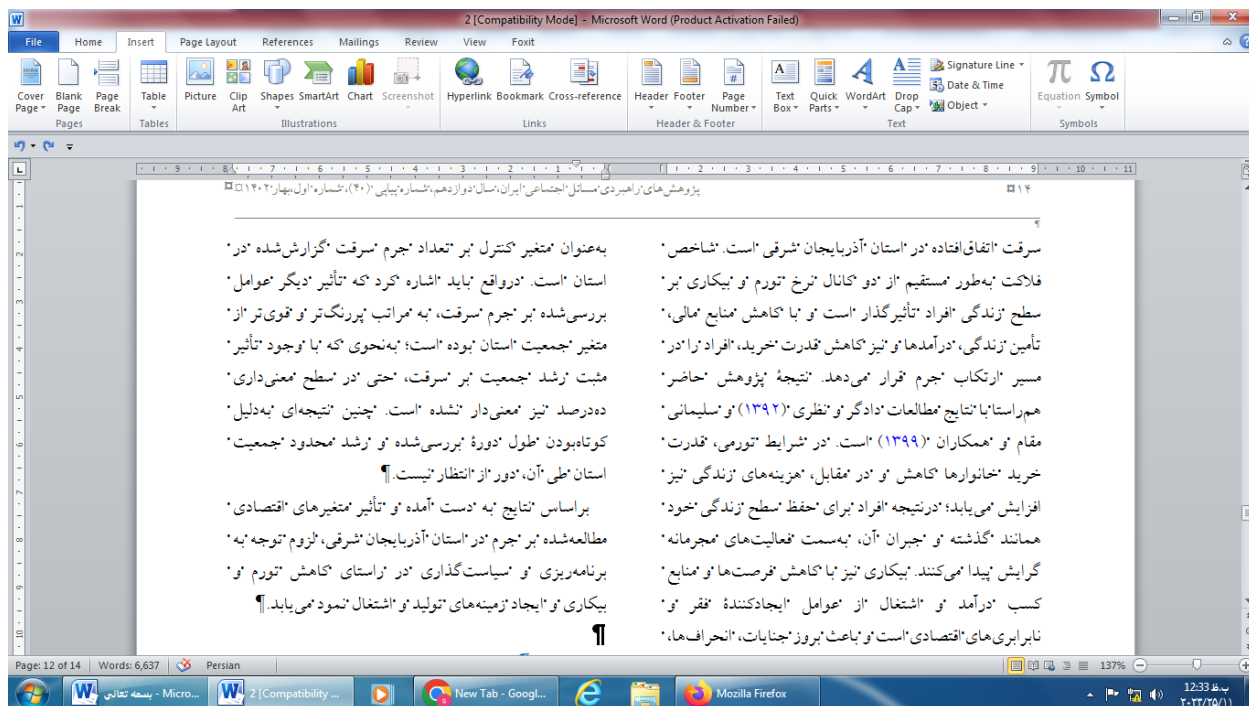 2 [Compatibility Mode] - Microsoft Word (Product Activation Failed)
File Home Insert Page Layout References Mailings Review View Foxit
Cover Page Blank Page Page Break Table Picture Clip Art Shapes SmartArt Chart Screenshot Hyperlink Bookmark Cross-reference Header Footer Page Number Text Box Quick Parts WordArt Drop Cap Signature Line Date & Time Object Equation Symbol
Pages Tables Illustrations Links Header & Footer Text Symbols
۱۴ پژوهش‌های راهبردی مسائل اجتماعی ایران، سال دوازدهم، شماره پیاپی (۴۰)، شماره اول، بهار ۱۴۰۲
سرقت اتفاق‌افتاده در استان آذربایجان شرقی است. شاخص
فلاکت به‌طور مستقیم از دو کانال نرخ تورم و بیکاری بر
سطح زندگی افراد تأثیرگذار است و با کاهش منابع مالی،
تأمین زندگی، درآمدها و نیز کاهش قدرت خرید، افراد را در
مسیر ارتکاب جرم قرار می‌دهد. نتیجۀ پژوهش حاضر
هم‌راستا با نتایج مطالعات دادگر و نظری (۱۳۹۲) و سلیمانی
مقام و همکاران (۱۳۹۹) است. در شرایط تورمی، قدرت
خرید خانوارها کاهش و در مقابل، هزینه‌های زندگی نیز
افزایش می‌یابد؛ درنتیجه افراد برای حفظ سطح زندگی خود
همانند گذشته و جبران آن، به‌سمت فعالیت‌های مجرمانه
گرایش پیدا می‌کنند. بیکاری نیز با کاهش فرصت‌ها و منابع
کسب درآمد و اشتغال از عوامل ایجادکنندۀ فقر و
نابرابری‌های اقتصادی است و باعث بروز جنایات، انحراف‌ها،
به‌عنوان متغیر کنترل بر تعداد جرم سرقت گزارش‌شده در
استان است. درواقع باید اشاره کرد که تأثیر دیگر عوامل
بررسی‌شده بر جرم سرقت، به مراتب پررنگ‌تر و قوی‌تر از
متغیر جمعیت استان بوده است؛ به‌نحوی که با وجود تأثیر
مثبت رشد جمعیت بر سرقت، حتی در سطح معنی‌داری
ده‌درصد نیز معنی‌دار نشده است. چنین نتیجه‌ای به‌دلیل
کوتاه‌بودن طول دورۀ بررسی‌شده و رشد محدود جمعیت
استان طی آن، دور از انتظار نیست.
براساس نتایج به دست آمده و تأثیر متغیرهای اقتصادی
مطالعه‌شده بر جرم در استان آذربایجان شرقی، لزوم توجه به
برنامه‌ریزی و سیاست‌گذاری در راستای کاهش تورم و
بیکاری و ایجاد زمینه‌های تولید و اشتغال نمود می‌یابد.
Page: 12 of 14 Words: 6,637 Persian 137%
بسمه تعالی - Micro... 2 [Compatibility ... New Tab - Googl... Mozilla Firefox 12:33 ب.ظ
۲۰۲۳/۲۵/۱۱